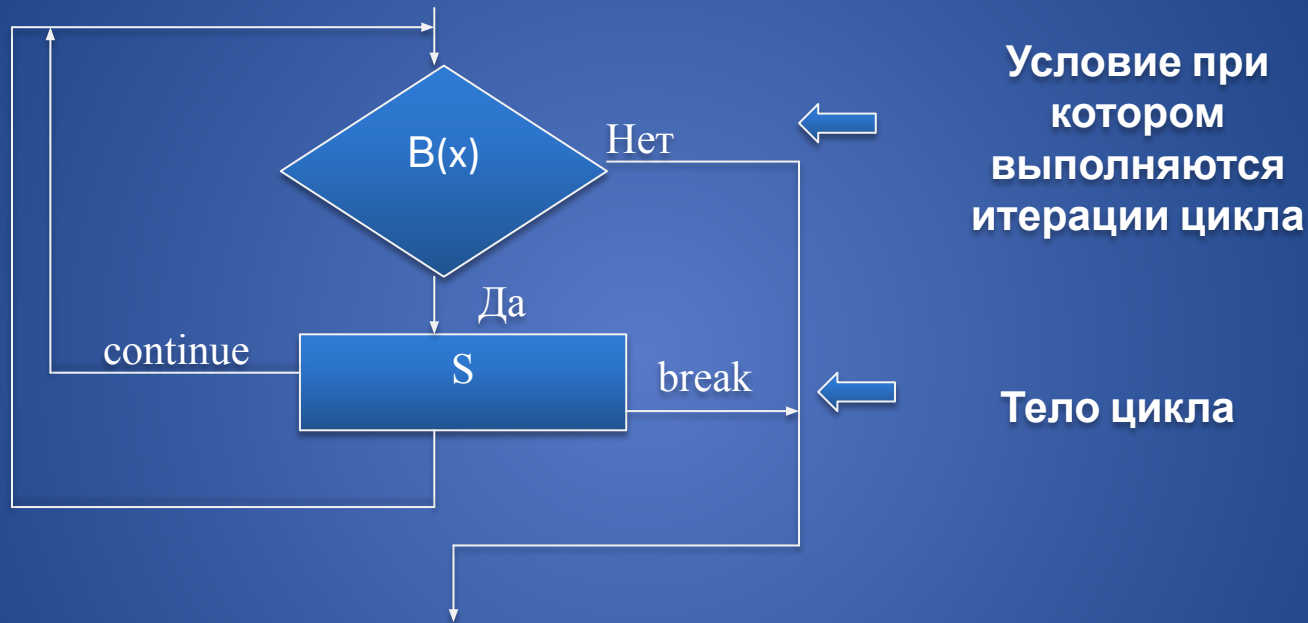 B(x)
Нет
Да
continue
S
break
Условие при
котором
выполняются
итерации цикла
Тело цикла